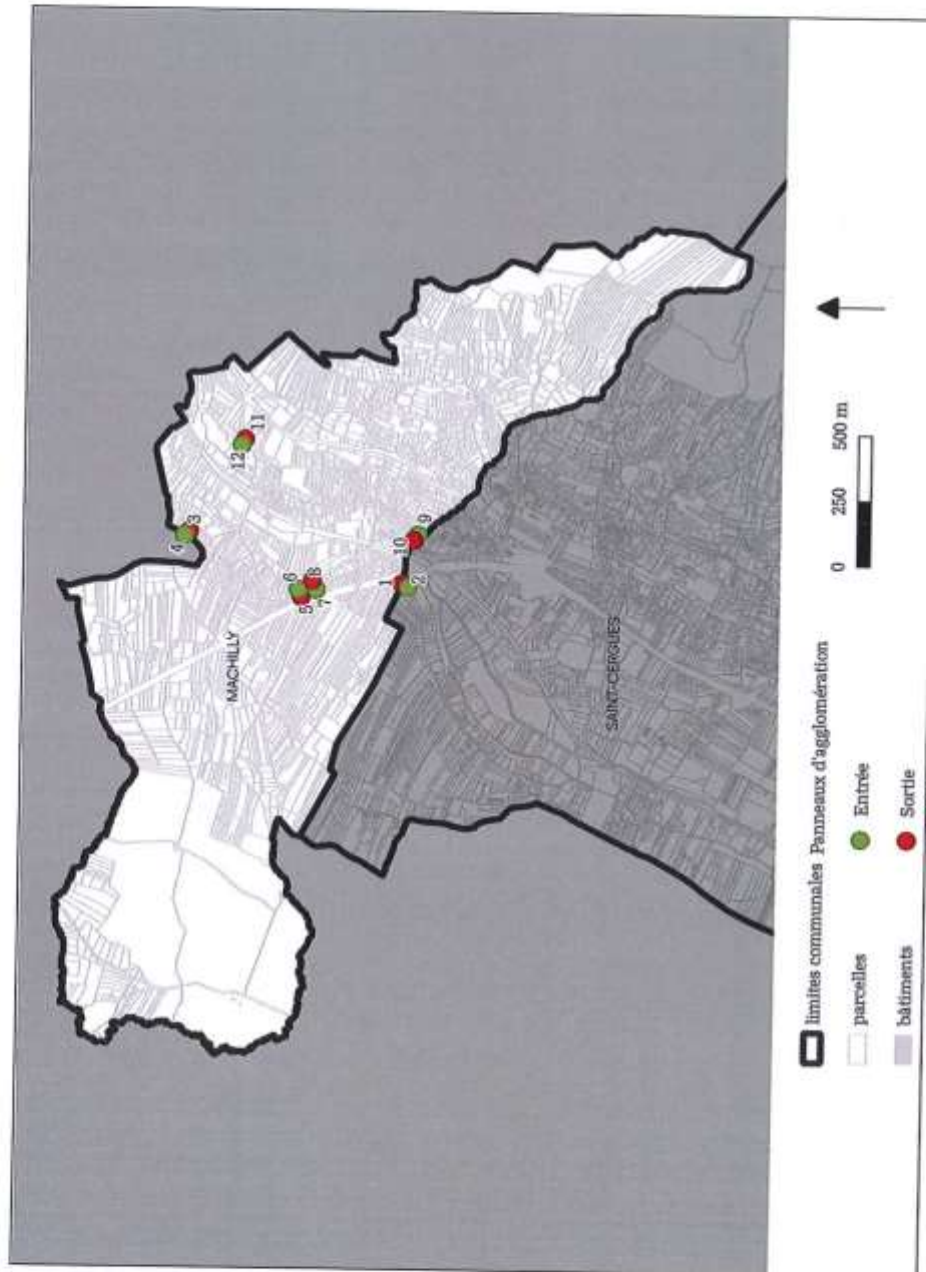 MACHILLY
SAINT-CERGUES
1
2
3
4
5
6
7
8
9
10
11
12
limites communales
parcelles
bâtiments
Panneaux d'agglomération
Entrée
Sortie
0 250 500 m